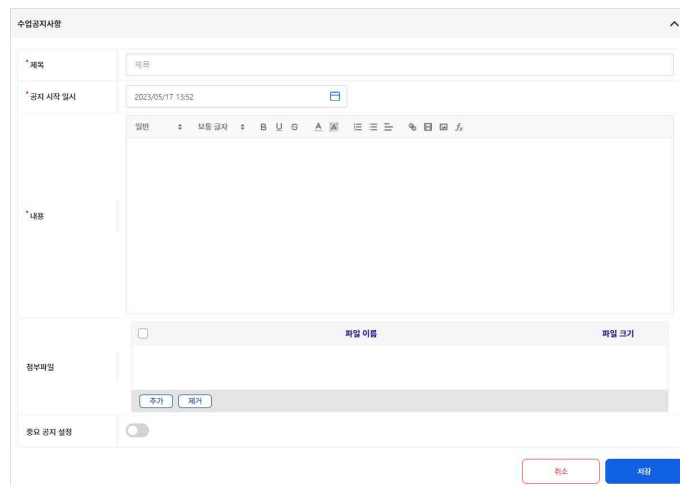 수업공지사항
*제목
제목
*공지 시작 일시
2023/05/17 13:52
일반 보통 글자 B U S A A fx
*내용
파일 이름 파일 크기
첨부파일
추가 제거
중요 공지 설정
취소 저장